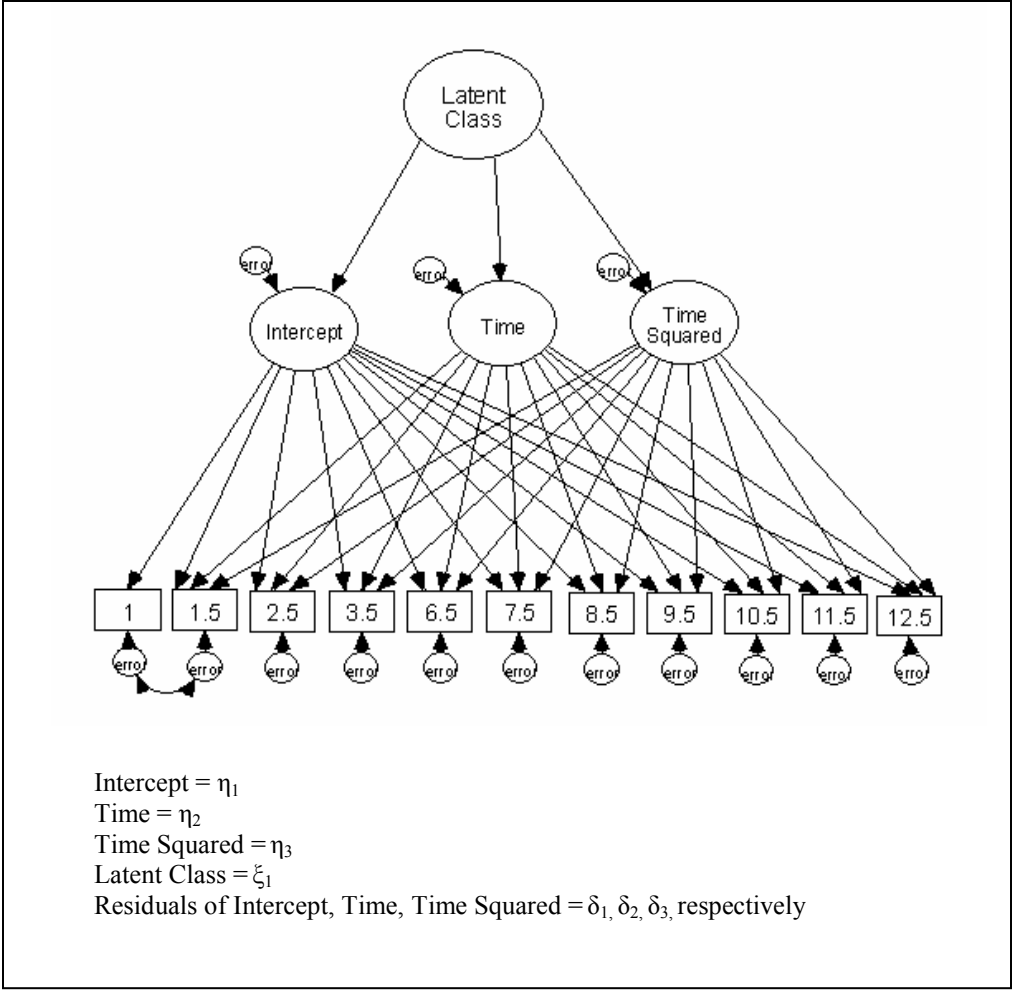 Latent
Class
error
error
error
Intercept
Time
Time
Squared
1
1.5
2.5
3.5
6.5
7.5
8.5
9.5
10.5
11.5
12.5
error
error
error
error
error
error
error
error
error
error
error
Intercept = η₁
Time = η₂
Time Squared = η₃
Latent Class = ξ₁
Residuals of Intercept, Time, Time Squared = δ₁, δ₂, δ₃, respectively